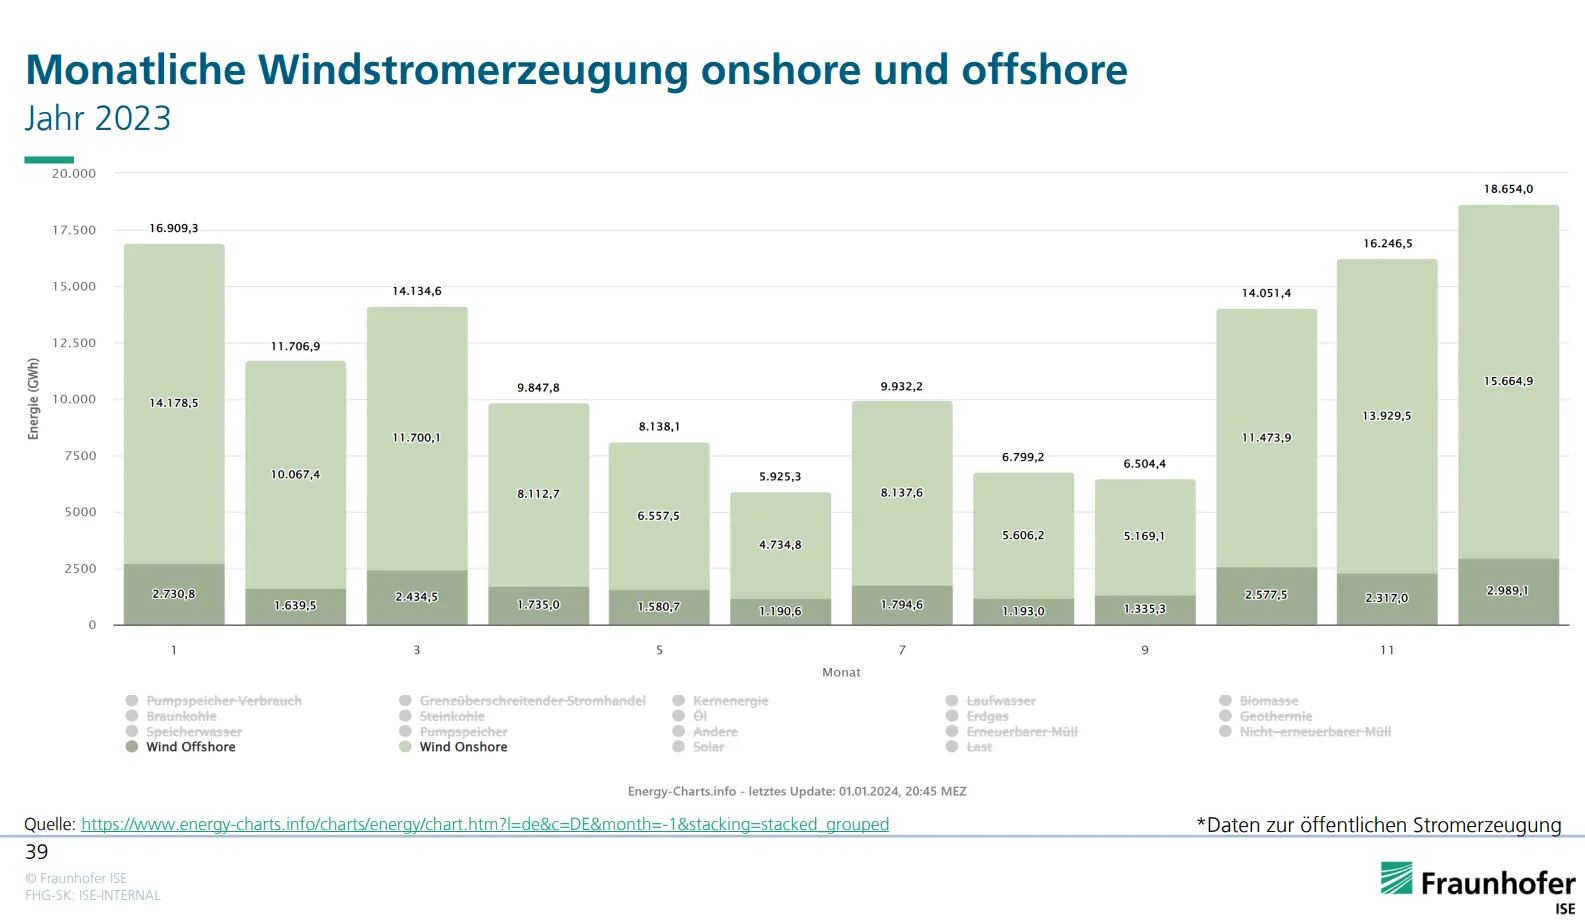 Monatliche Windstromerzeugung onshore und offshore
Jahr 2023
20.000
17.500
15.000
12.500
10.000
7500
5000
2500
0
Energie (GWh)
16.909,3
11.706,9
14.134,6
9.847,8
8.138,1
5.925,3
9.932,2
6.799,2
6.504,4
14.051,4
16.246,5
18.654,0
14.178,5
10.067,4
11.700,1
8.112,7
6.557,5
4.734,8
8.137,6
5.606,2
5.169,1
11.473,9
13.929,5
15.664,9
2.730,8
1.639,5
2.434,5
1.735,0
1.580,7
1.190,6
1.794,6
1.193,0
1.335,3
2.577,5
2.317,0
2.989,1
1 3 5 7 9 11
Monat
Pumpspeicher Verbrauch Grenzüberschreitender Stromhandel Kernenergie Laufwasser Biomasse
Braunkohle Steinkohle Öl Erdgas Geothermie
Speicherwasser Pumpspeicher Andere Erneuerbarer Müll Nicht-erneuerbarer Müll
Wind Offshore Wind Onshore Solar Last
Energy-Charts.info - letztes Update: 01.01.2024, 20:45 MEZ
Quelle: https://www.energy-charts.info/charts/energy/chart.htm?l=de&c=DE&month=-1&stacking=stacked_grouped
*Daten zur öffentlichen Stromerzeugung
39
© Fraunhofer ISE
FHG-SK: ISE-INTERNAL
Fraunhofer
ISE